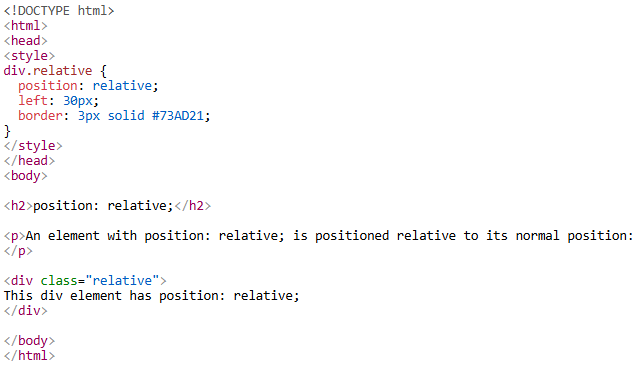 <!DOCTYPE html>
<html>
<head>
<style>
div.relative {
  position: relative;
  left: 30px;
  border: 3px solid #73AD21;
}
</style>
</head>
<body>

<h2>position: relative;</h2>

<p>An element with position: relative; is positioned relative to its normal position:
</p>

<div class="relative">
This div element has position: relative;
</div>

</body>
</html>